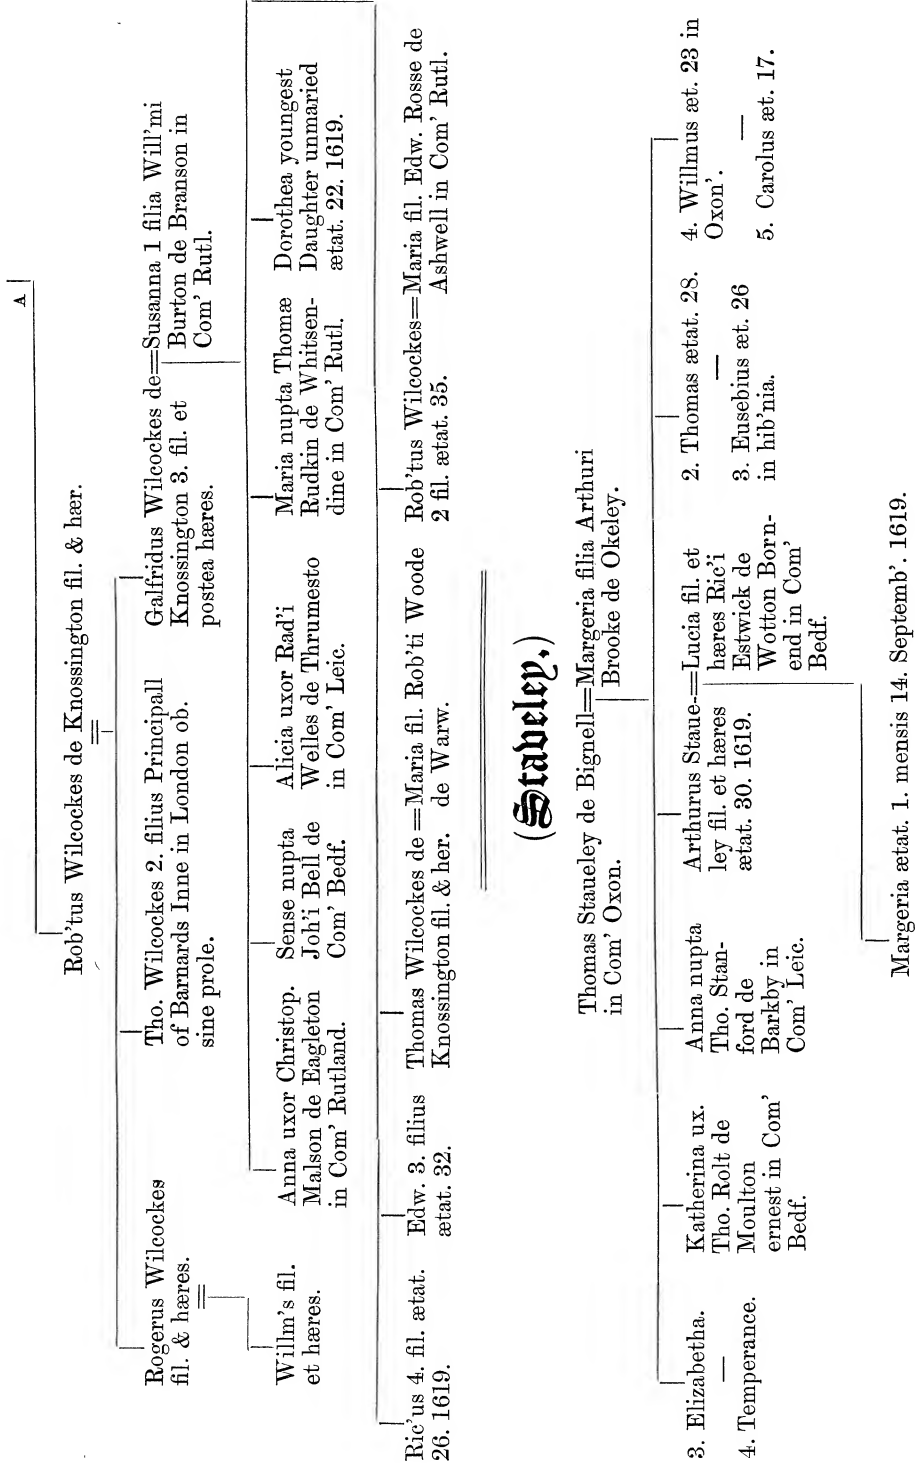 A
Rob'tus Wilcockes de Knossington fil. & hær.
Rogerus Wilcockes
fil. & hæres.
Tho. Wilcockes 2. filius Principall
of Barnards Inne in London ob.
sine prole.
Galfridus Wilcockes de=Susanna 1 filia Will'mi
Knossington 3. fil. et
postea hæres.
Burton de Branson in
Com' Rutl.
Willm's fil.
et hæres.
Anna uxor Christop.
Malson de Eagleton
in Com' Rutland.
Sense nupta
Joh'i Bell de
Com' Bedf.
Alicia uxor Rad'i
Welles de Thrumesto
in Com' Leic.
Maria nupta Thomæ
Rudkin de Whitsen-
dine in Com' Rutl.
Dorothea youngest
Daughter unmaried
ætat. 22. 1619.
Ric'us 4. fil. ætat.
26. 1619.
Edw. 3. filius
ætat. 32.
Thomas Wilcockes de=Maria fil. Rob'ti Woode
Knossington fil. & her.
de Warw.
Rob'tus Wilcockes=Maria fil. Edw. Rosse de
2 fil. ætat. 35.
Ashwell in Com' Rutl.
(Staveley.)
Thomas Staueley de Bignell=Margeria filia Arthuri
in Com' Oxon.
Brooke de Okeley.
3. Elizabetha.
—
4. Temperance.
Katherina ux.
Tho. Rolt de
Moulton
ernest in Com'
Bedf.
Anna nupta
Tho. Stan-
ford de
Barkby in
Com' Leic.
Arthurus Staue-=Lucia fil. et
ley fil. et hæres
ætat. 30. 1619.
hæres Ric'i
Estwick de
Wotton Born-
end in Com'
Bedf.
2. Thomas ætat. 28.
—
3. Eusebius æt. 26
in hib'nia.
4. Willmus æt. 23 in
Oxon'.
—
5. Carolus æt. 17.
Margeria ætat. 1. mensis 14. Septemb'. 1619.